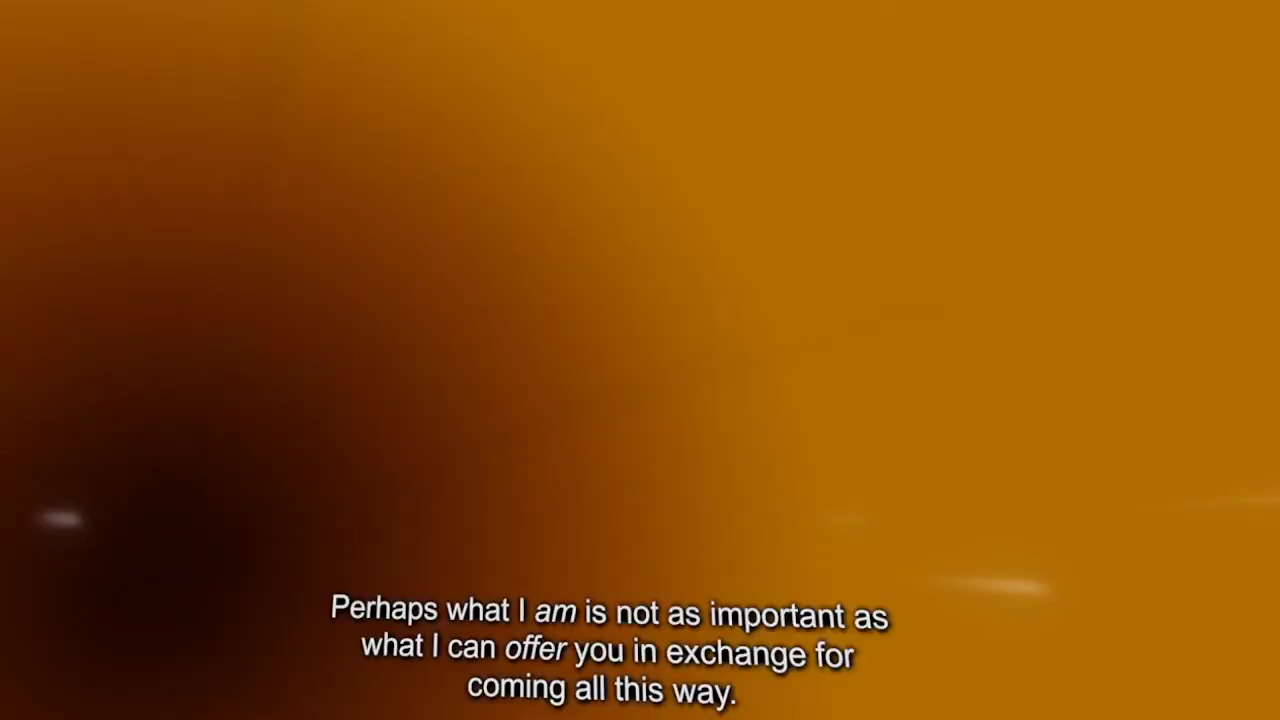 Perhaps what I am is not as important as
what I can offer you in exchange for
coming all this way.